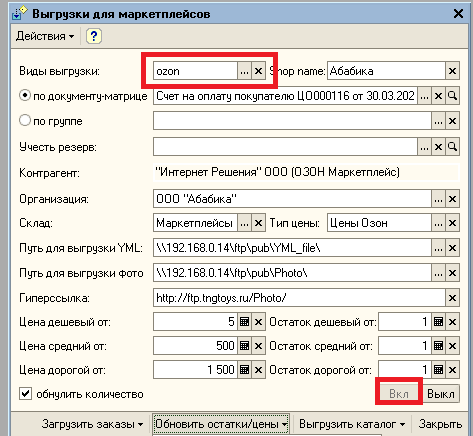 Выгрузки для маркетплейсов
Действия
Виды выгрузки: ozon ... Shop name: Абабика
по документу-матрице Счет на оплату покупателю ЦО000116 от 30.03.202 ...
по группе ...
Учесть резерв: ...
Контрагент: "Интернет Решения" ООО (ОЗОН Маркетплейс)
Организация: ООО "Абабика" ...
Склад: Маркетплейсы ... Тип цены: Цены Озон ...
Путь для выгрузки YML: \\192.168.0.14\ftp\pub\YML_file\ ...
Путь для выгрузки фото \\192.168.0.14\ftp\pub\Photo\ ...
Гиперссылка: http://ftp.tngtoys.ru/Photo/
Цена дешевый от: 5 Остаток дешевый от: 1
Цена средний от: 500 Остаток средний от: 1
Цена дорогой от: 1 500 Остаток дорогой от: 1
обнулить количество Вкл Выкл
Загрузить заказы Обновить остатки/цены Выгрузить каталог Закрыть